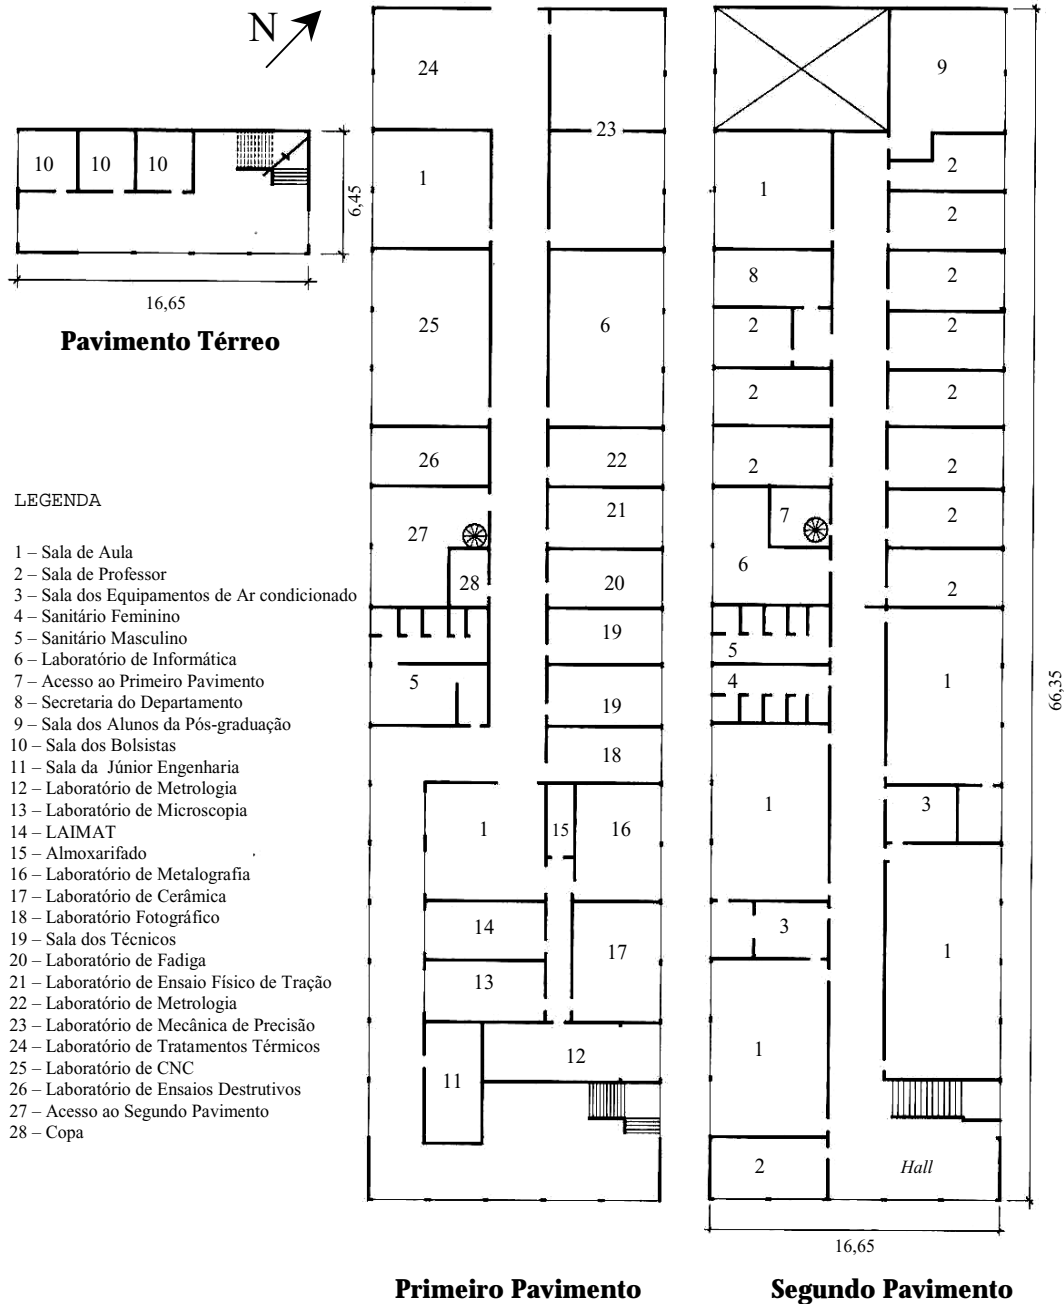 N
10
10
10
6,45
16,65
Pavimento Térreo
LEGENDA
1 – Sala de Aula
2 – Sala de Professor
3 – Sala dos Equipamentos de Ar condicionado
4 – Sanitário Feminino
5 – Sanitário Masculino
6 – Laboratório de Informática
7 – Acesso ao Primeiro Pavimento
8 – Secretaria do Departamento
9 – Sala dos Alunos da Pós-graduação
10 – Sala dos Bolsistas
11 – Sala da Júnior Engenharia
12 – Laboratório de Metrologia
13 – Laboratório de Microscopia
14 – LAIMAT
15 – Almoxarifado
16 – Laboratório de Metalografia
17 – Laboratório de Cerâmica
18 – Laboratório Fotográfico
19 – Sala dos Técnicos
20 – Laboratório de Fadiga
21 – Laboratório de Ensaio Físico de Tração
22 – Laboratório de Metrologia
23 – Laboratório de Mecânica de Precisão
24 – Laboratório de Tratamentos Térmicos
25 – Laboratório de CNC
26 – Laboratório de Ensaios Destrutivos
27 – Acesso ao Segundo Pavimento
28 – Copa
24
23
1
25
6
26
22
21
27
28
20
19
5
19
18
1
15
16
14
17
13
12
11
Primeiro Pavimento
9
2
1
2
8
2
2
2
2
2
2
2
7
2
6
2
5
4
1
1
3
3
1
1
2
Hall
66,35
16,65
Segundo Pavimento